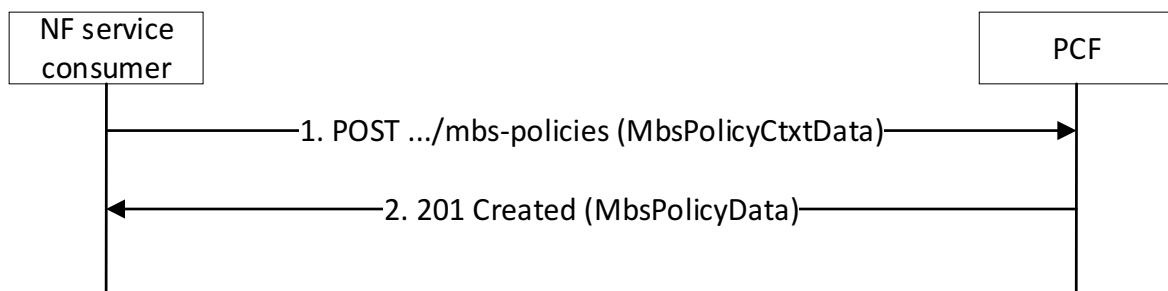 NF service
consumer
PCF
1. POST .../mbs-policies (MbsPolicyCtxtData)
2. 201 Created (MbsPolicyData)